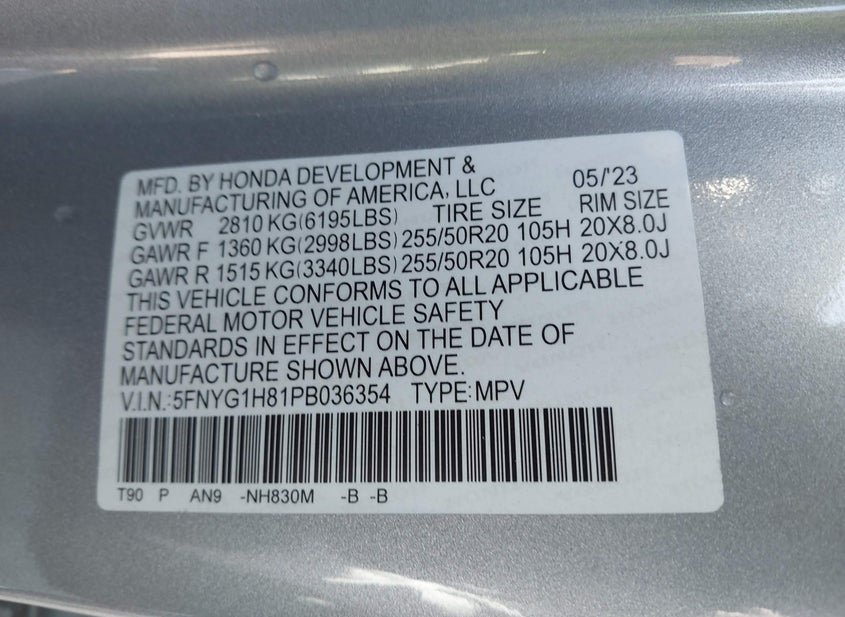 MFD. BY HONDA DEVELOPMENT &
MANUFACTURING OF AMERICA, LLC 05/'23
GVWR 2810 KG(6195LBS) TIRE SIZE RIM SIZE
GAWR F 1360 KG(2998LBS) 255/50R20 105H 20X8.0J
GAWR R 1515 KG(3340LBS) 255/50R20 105H 20X8.0J
THIS VEHICLE CONFORMS TO ALL APPLICABLE
FEDERAL MOTOR VEHICLE SAFETY
STANDARDS IN EFFECT ON THE DATE OF
MANUFACTURE SHOWN ABOVE.
V.I.N.:5FNYG1H81PB036354 TYPE:MPV
T90 P AN9 -NH830M -B -B